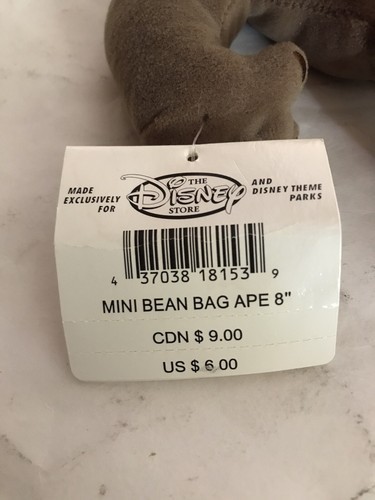 MADE EXCLUSIVELY FOR
THE DISNEY STORE
AND DISNEY THEME PARKS
4 37038 18153 9
MINI BEAN BAG APE 8"
CDN $ 9.00
US $ 6.00